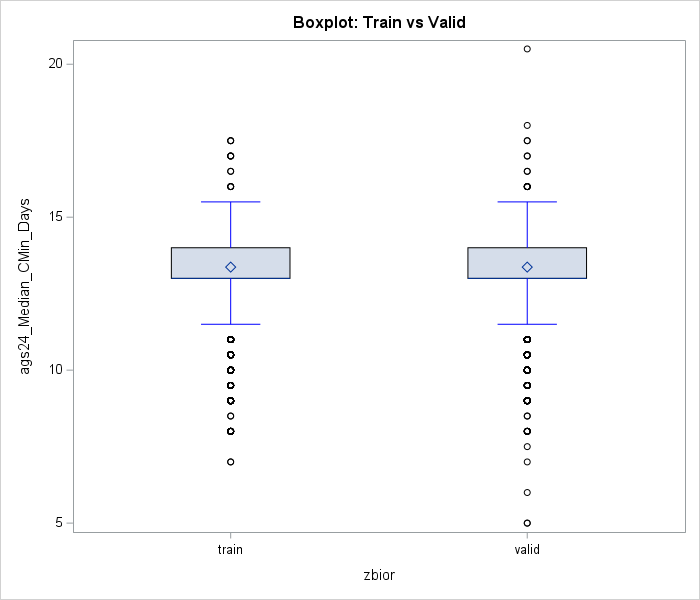 Boxplot: Train vs Valid
20
15
10
5
ags24_Median_CMin_Days
train
valid
zbior